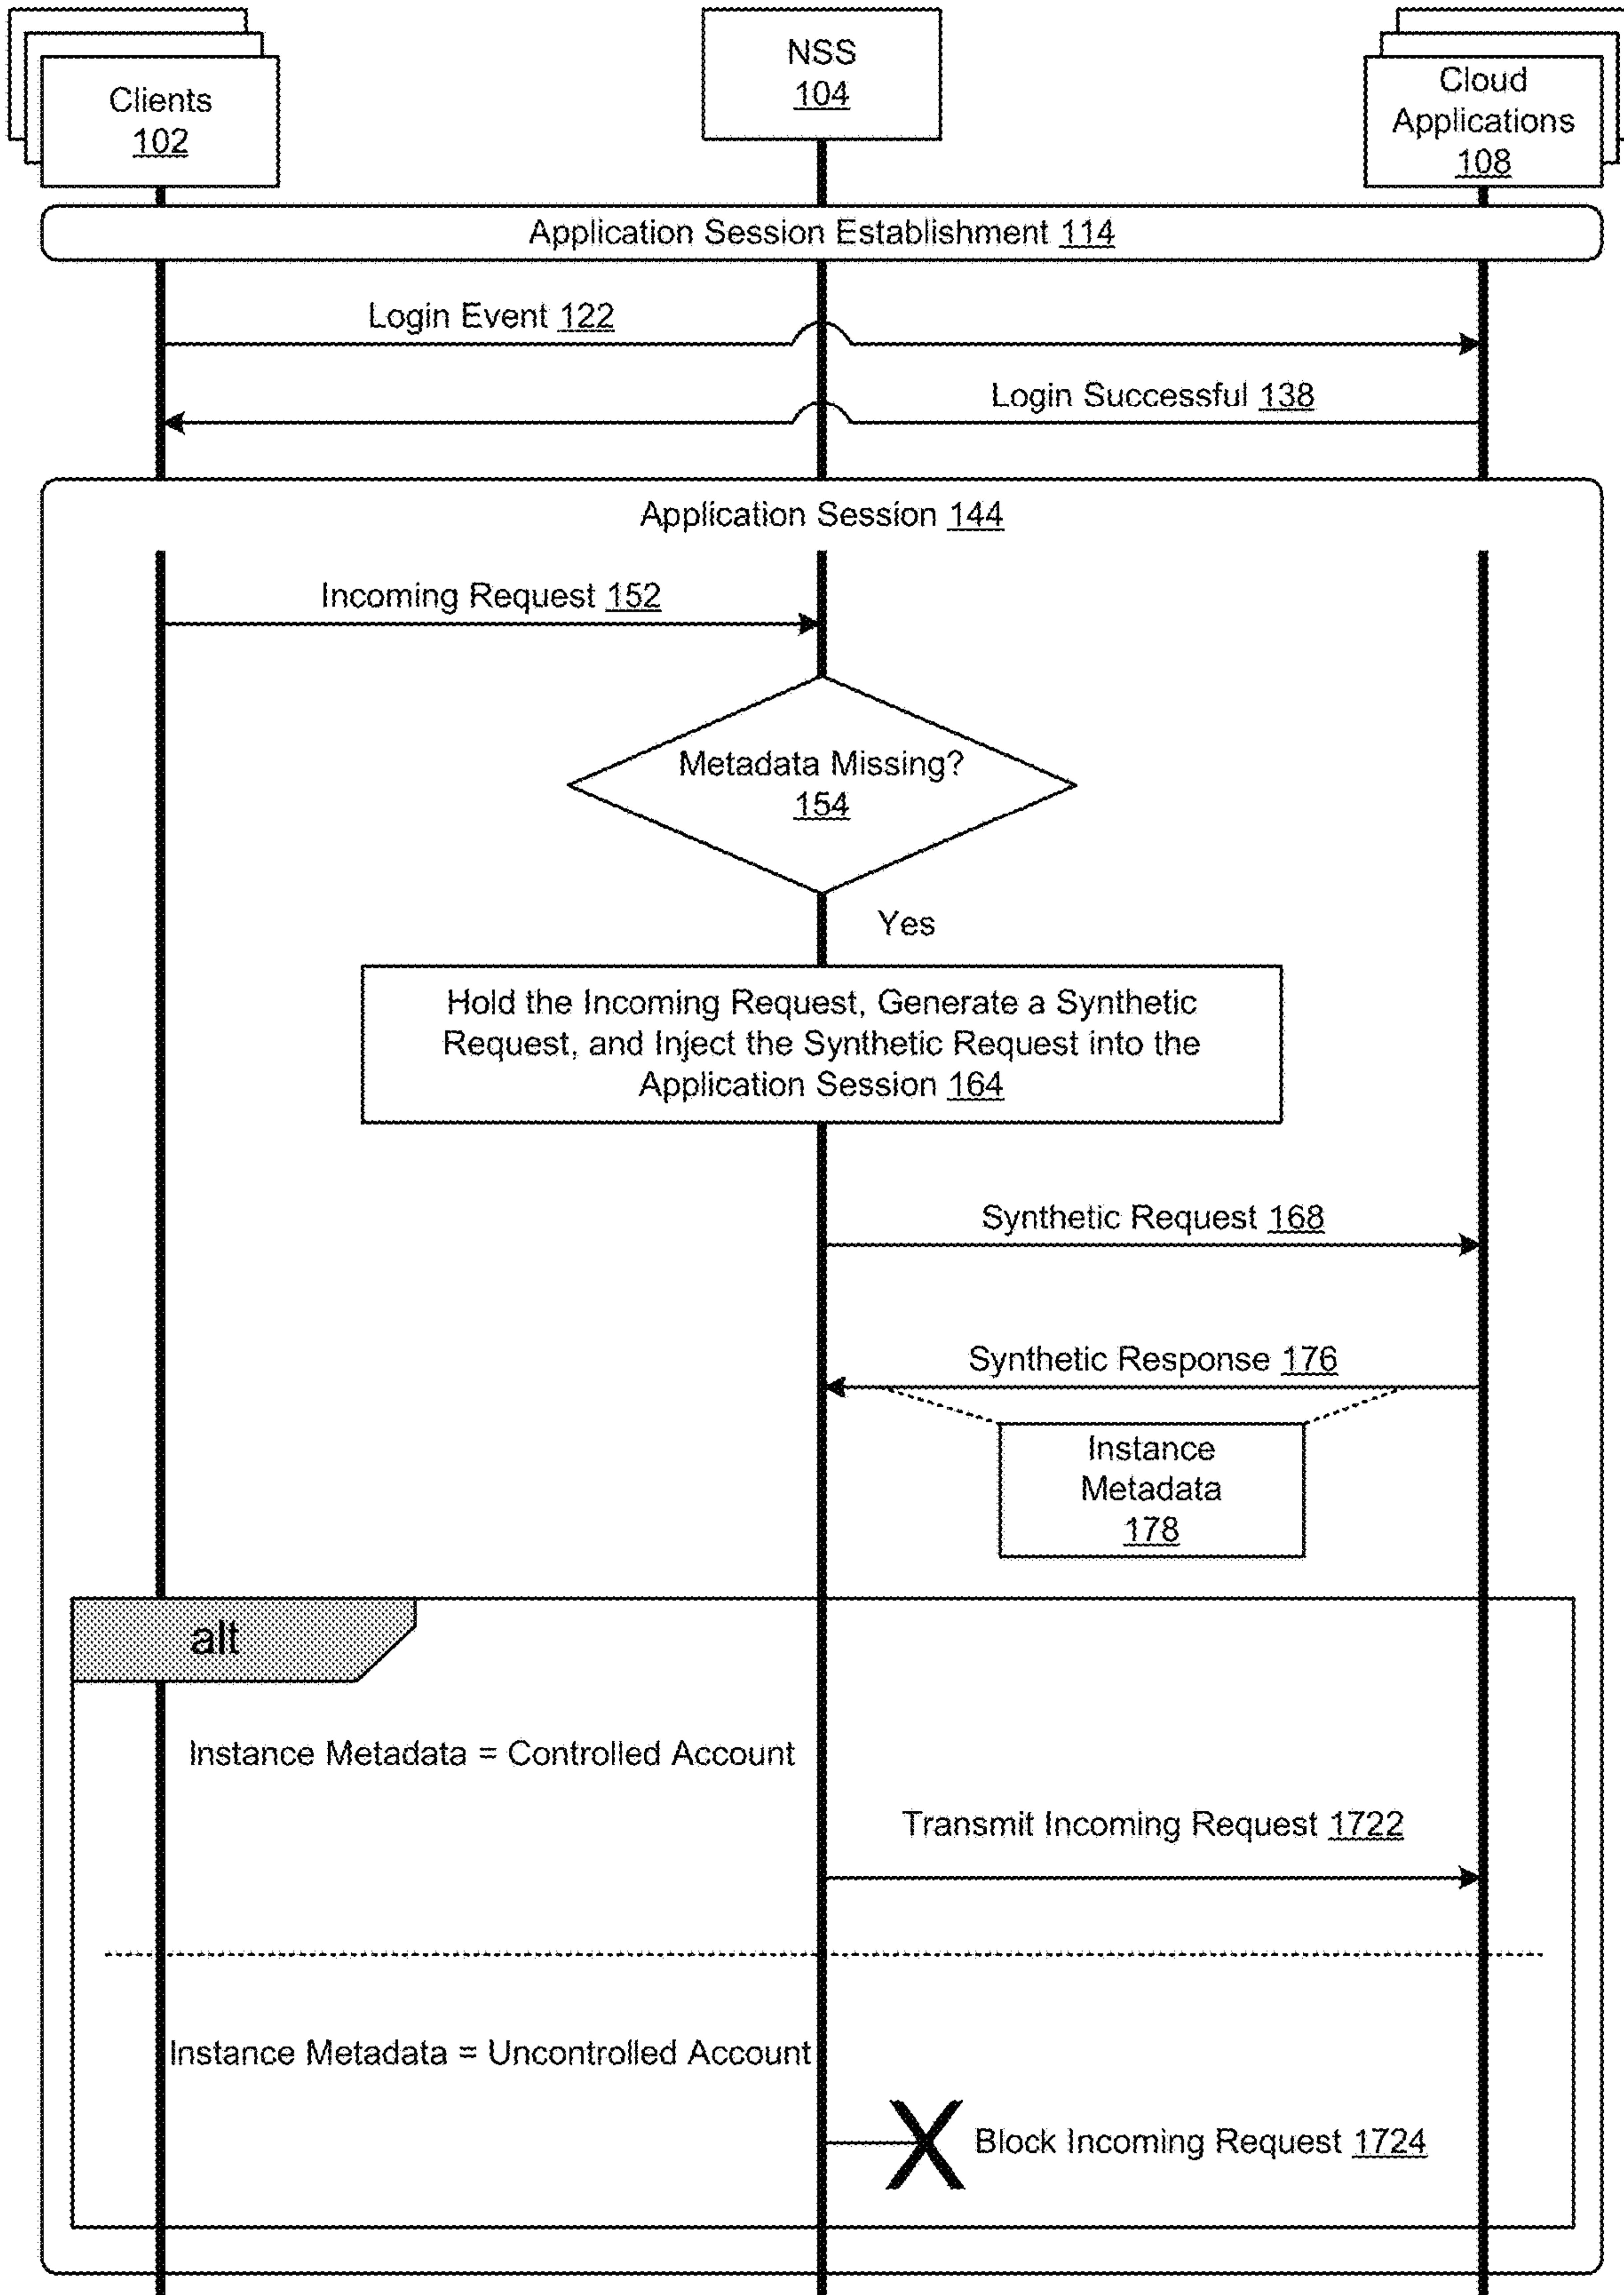 Clients
102
NSS
104
Cloud
Applications
108
Application Session Establishment 114
Login Event 122
Login Successful 138
Application Session 144
Incoming Request 152
Metadata Missing?
154
Yes
Hold the Incoming Request, Generate a Synthetic
Request, and Inject the Synthetic Request into the
Application Session 164
Synthetic Request 168
Synthetic Response 176
Instance
Metadata
178
alt
Instance Metadata = Controlled Account
Transmit Incoming Request 1722
Instance Metadata = Uncontrolled Account
Block Incoming Request 1724